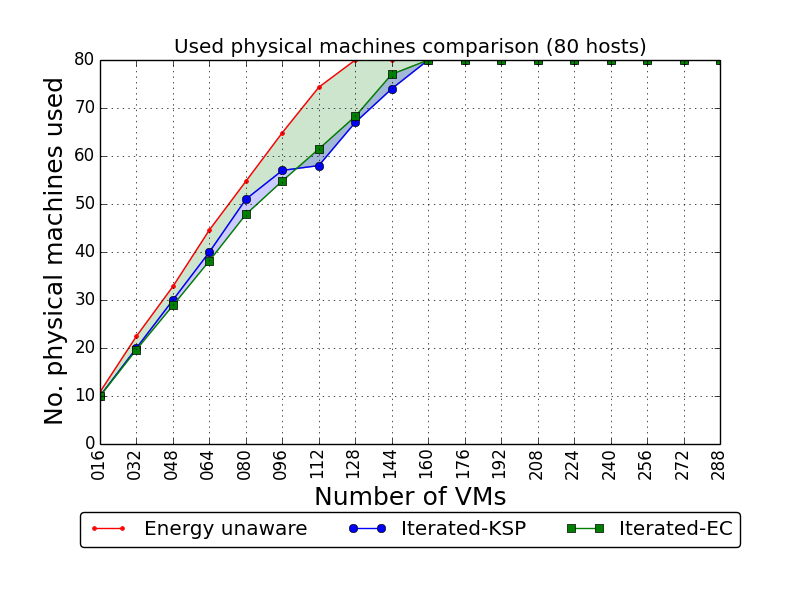 Used physical machines comparison (80 hosts)
No. physical machines used
80
70
60
50
40
30
20
10
0
016 032 048 064 080 096 112 128 144 160 176 192 208 224 240 256 272 288
Number of VMs
Energy unaware Iterated-KSP Iterated-EC